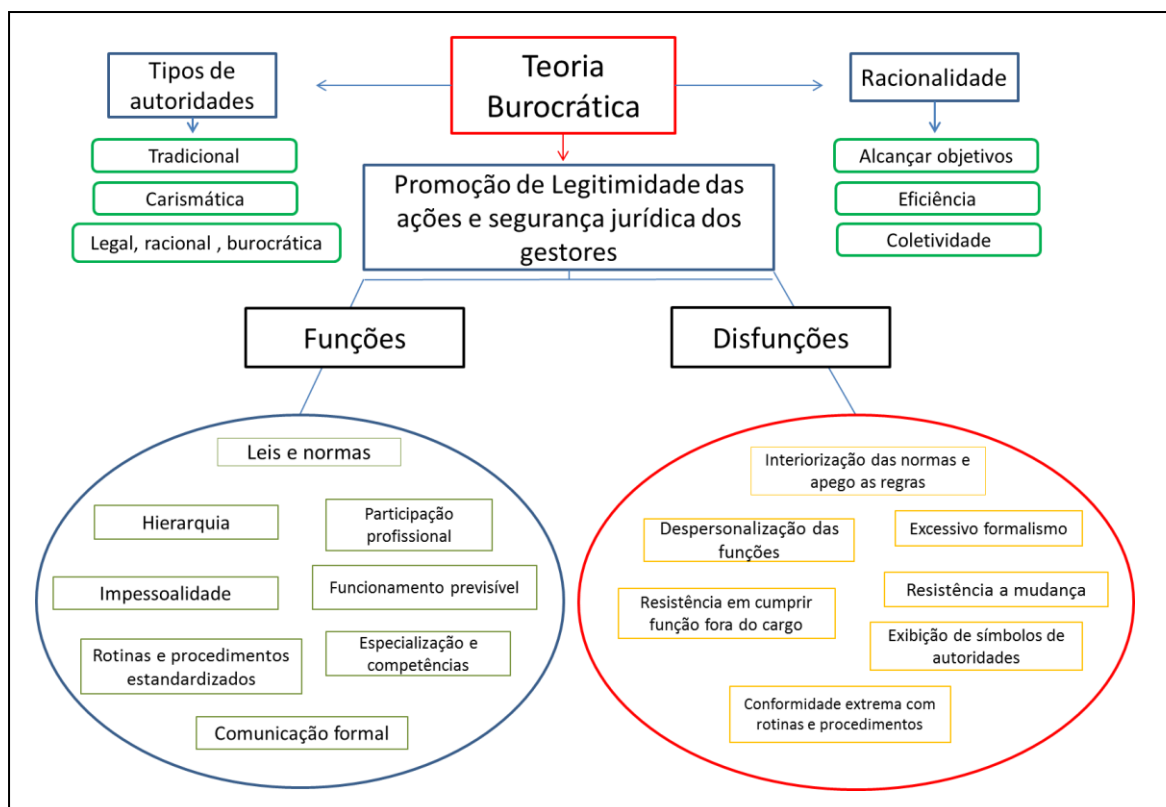 Teoria
Burocrática
Tipos de
autoridades
Tradicional
Carismática
Legal, racional , burocrática
Racionalidade
Alcançar objetivos
Eficiência
Coletividade
Promoção de Legitimidade das
ações e segurança jurídica dos
gestores
Funções
Disfunções
Leis e normas
Hierarquia
Participação
profissional
Impessoalidade
Funcionamento previsível
Rotinas e procedimentos
estandardizados
Especialização e
competências
Comunicação formal
Interiorização das normas e
apego as regras
Despersonalização das
funções
Excessivo formalismo
Resistência em cumprir
função fora do cargo
Resistência a mudança
Exibição de símbolos de
autoridades
Conformidade extrema com
rotinas e procedimentos